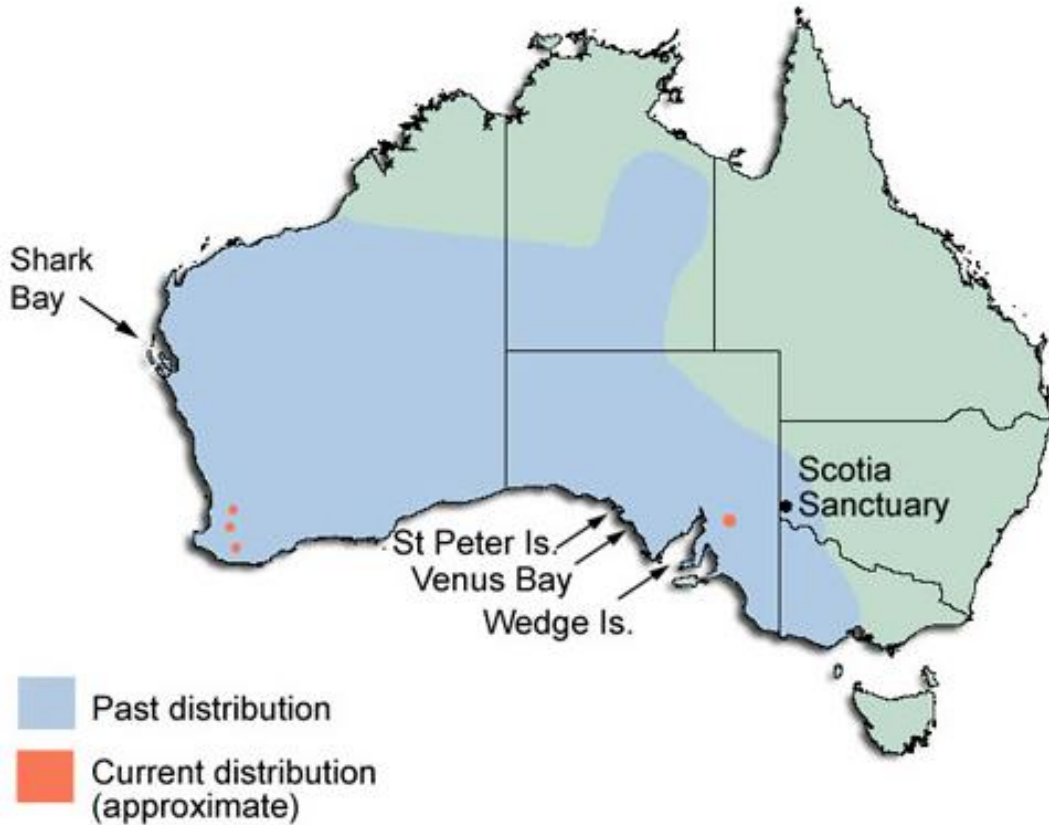 Shark
Bay
Scotia
Sanctuary
St Peter Is.
Venus Bay
Wedge Is.
Past distribution
Current distribution
(approximate)